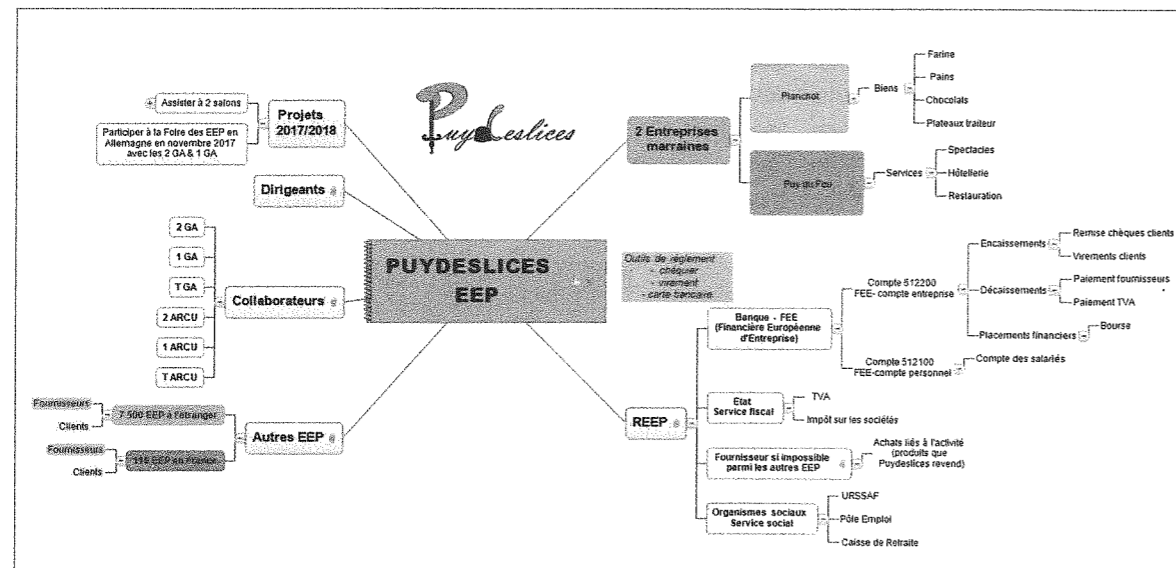 PuyDeslices
Projets
2017/2018
Assister à 2 salons
Participer à la Foire des EEP en
Allemagne en novembre 2017
avec les 2 GA & 1 GA
Dirigeants
Collaborateurs
2 GA
1 GA
T GA
2 ARCU
1 ARCU
T ARCU
Autres EEP
7 500 EEP à l'étranger
Fournisseurs
Clients
116 EEP en France
Fournisseurs
Clients
PUYDESLICES
EEP
2 Entreprises
marraines
Planchot
Biens
Farine
Pains
Chocolats
Plateaux traiteur
Puy du Fou
Services
Spectacles
Hôtellerie
Restauration
Outils de règlement
- chéquier
- virement
- carte bancaire
REEP
Banque - FEE
(Financière Européenne
d'Entreprise)
Compte 512200
FEE- compte entreprise
Encaissements
Remise chèques clients
Virements clients
Décaissements
Paiement fournisseurs
Paiement TVA
Placements financiers
Bourse
Compte 512100
FEE-compte personnel
Compte des salariés
État
Service fiscal
TVA
Impôt sur les sociétés
Fournisseur si impossible
parmi les autres EEP
Achats liés à l'activité
(produits que
Puydeslices revend)
Organismes sociaux
Service social
URSSAF
Pôle Emploi
Caisse de Retraite